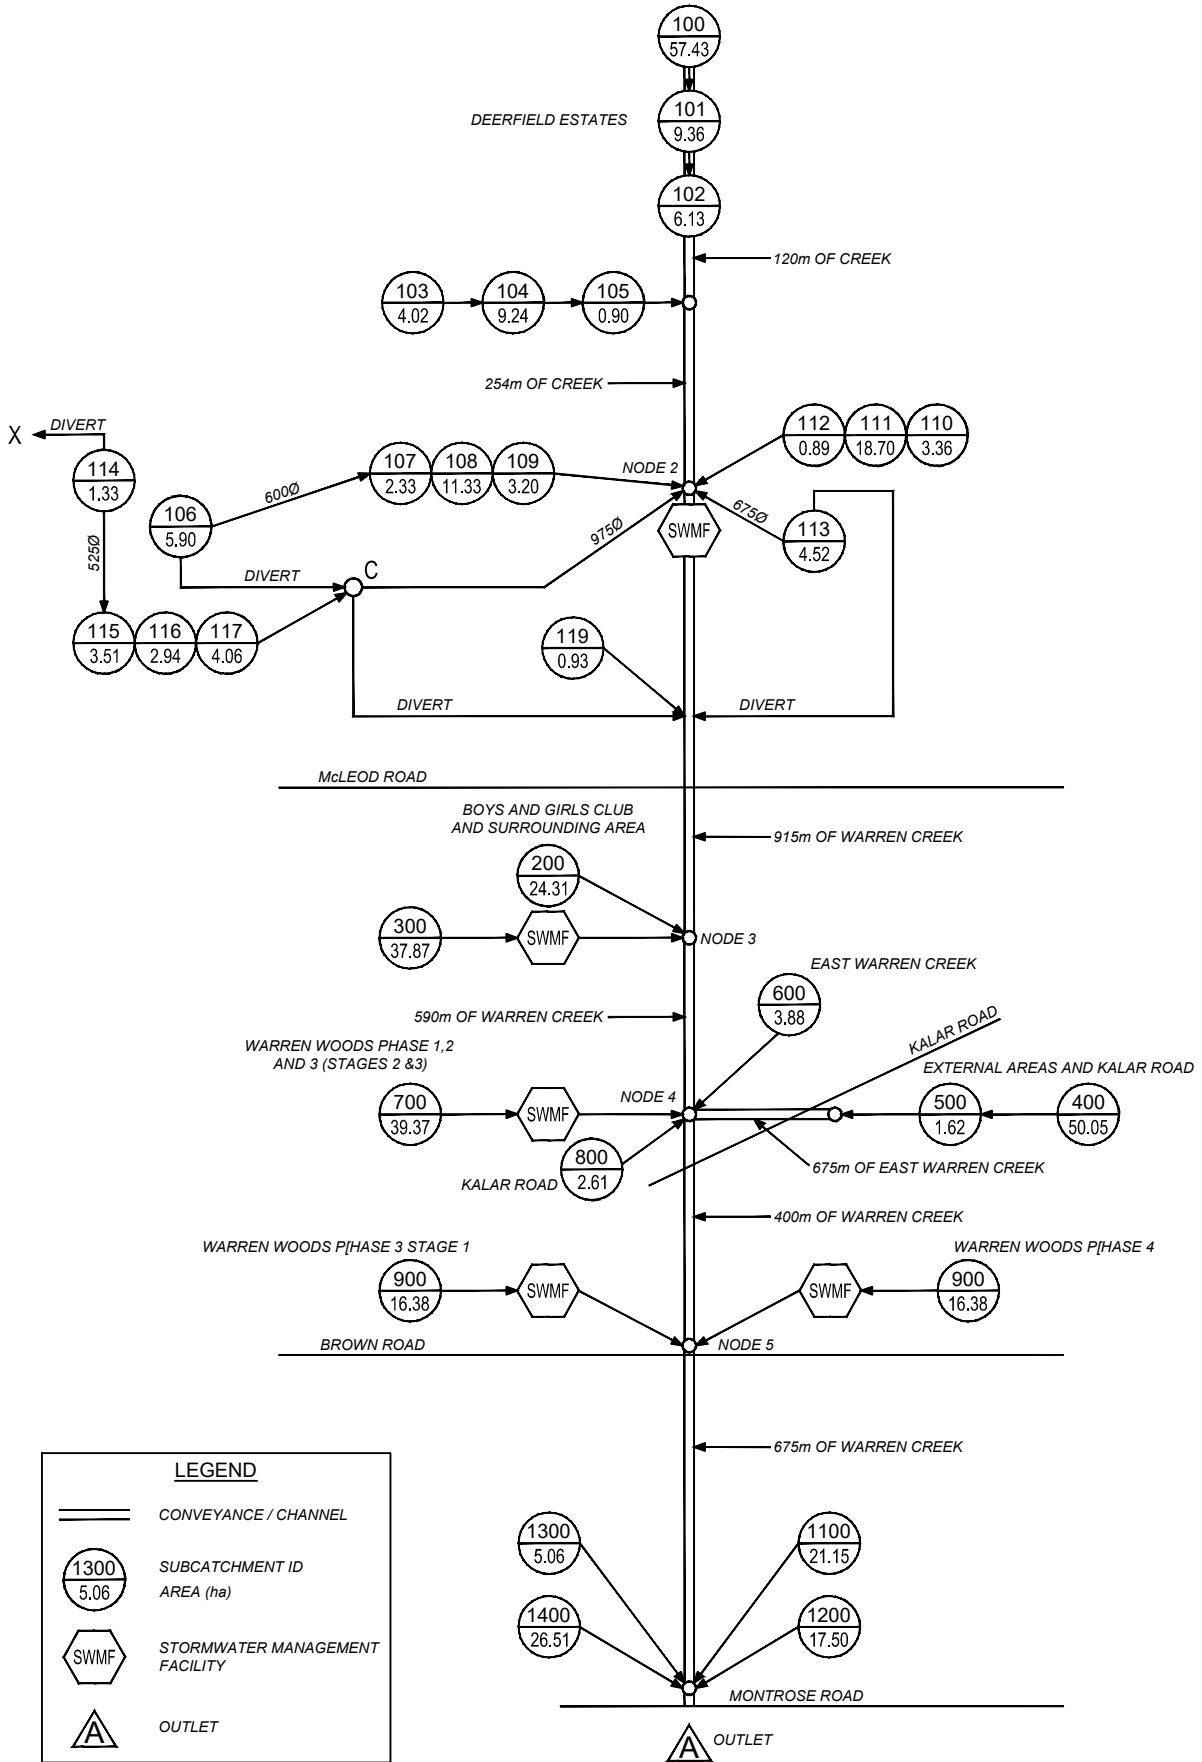 100
57.43
DEERFIELD ESTATES
101
9.36
102
6.13
120m OF CREEK
103
4.02
104
9.24
105
0.90
254m OF CREEK
X
DIVERT
114
1.33
525Ø
106
5.90
600Ø
107
2.33
108
11.33
109
3.20
NODE 2
112
0.89
111
18.70
110
3.36
SWMF
675Ø
113
4.52
975Ø
DIVERT
C
115
3.51
116
2.94
117
4.06
119
0.93
DIVERT
DIVERT
McLEOD ROAD
BOYS AND GIRLS CLUB
AND SURROUNDING AREA
915m OF WARREN CREEK
200
24.31
300
37.87
SWMF
NODE 3
EAST WARREN CREEK
600
3.88
590m OF WARREN CREEK
KALAR ROAD
WARREN WOODS PHASE 1,2
AND 3 (STAGES 2 &3)
EXTERNAL AREAS AND KALAR ROAD
700
39.37
SWMF
NODE 4
500
1.62
400
50.05
800
2.61
KALAR ROAD
675m OF EAST WARREN CREEK
400m OF WARREN CREEK
WARREN WOODS P[HASE 3 STAGE 1
WARREN WOODS P[HASE 4
900
16.38
SWMF
SWMF
900
16.38
BROWN ROAD
NODE 5
675m OF WARREN CREEK
LEGEND
CONVEYANCE / CHANNEL
1300
5.06
SUBCATCHMENT ID
AREA (ha)
SWMF
STORMWATER MANAGEMENT
FACILITY
A
OUTLET
1300
5.06
1100
21.15
1400
26.51
1200
17.50
MONTROSE ROAD
A
OUTLET